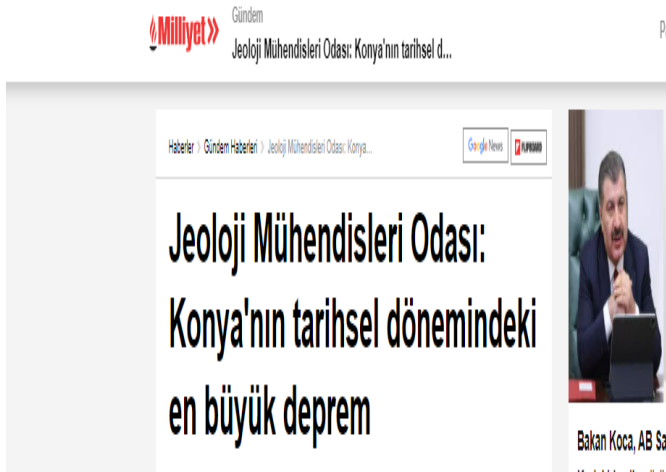 Milliyet
Gündem
Jeoloji Mühendisleri Odası: Konya'nın tarihsel d...
Haberler > Gündem Haberleri > Jeoloji Mühendisleri Odası: Konya...
Google News
FLIPBOARD
Jeoloji Mühendisleri Odası:
Konya'nın tarihsel dönemindeki
en büyük deprem
Bakan Koca, AB Sa